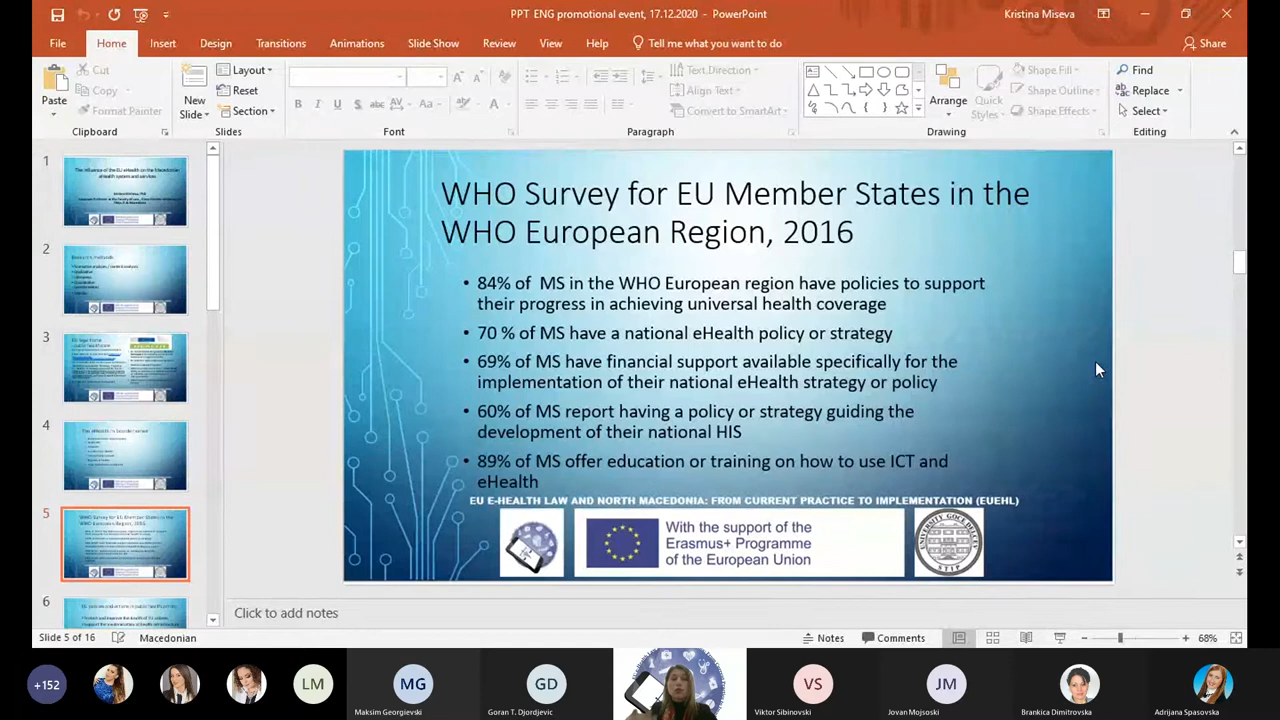 PPT ENG promotional event, 17.12.2020 - PowerPoint
Kristina Miseva
File Home Insert Design Transitions Animations Slide Show Review View Help Tell me what you want to do Share
Paste
Cut
Copy
Format Painter
Clipboard
New Slide
Layout
Reset
Section
Slides
Font
Text Direction
Align Text
Convert to SmartArt
Paragraph
Arrange
Quick Styles
Shape Fill
Shape Outline
Shape Effects
Drawing
Find
Replace
Select
Editing
1
2
3
4
5
6
WHO Survey for EU Member States in the
WHO European Region, 2016
• 84% of MS in the WHO European region have policies to support
their progress in achieving universal health coverage
• 70 % of MS have a national eHealth policy or strategy
• 69% of MS have financial support available specifically for the
implementation of their national eHealth strategy or policy
• 60% of MS report having a policy or strategy guiding the
development of their national HIS
• 89% of MS offer education or training on how to use ICT and
eHealth
EU E-HEALTH LAW AND NORTH MACEDONIA: FROM CURRENT PRACTICE TO IMPLEMENTATION (EUEHL)
With the support of the
Erasmus+ Programme
of the European Union
Click to add notes
Slide 5 of 16 Macedonian Notes Comments 68%
+152
LM
MG
GD
VS
JM
Maksim Georgievski
Goran T. Djordjevic
Viktor Sibinovski
Jovan Mojsoski
Brankica Dimitrovska
Adrijana Spasovska